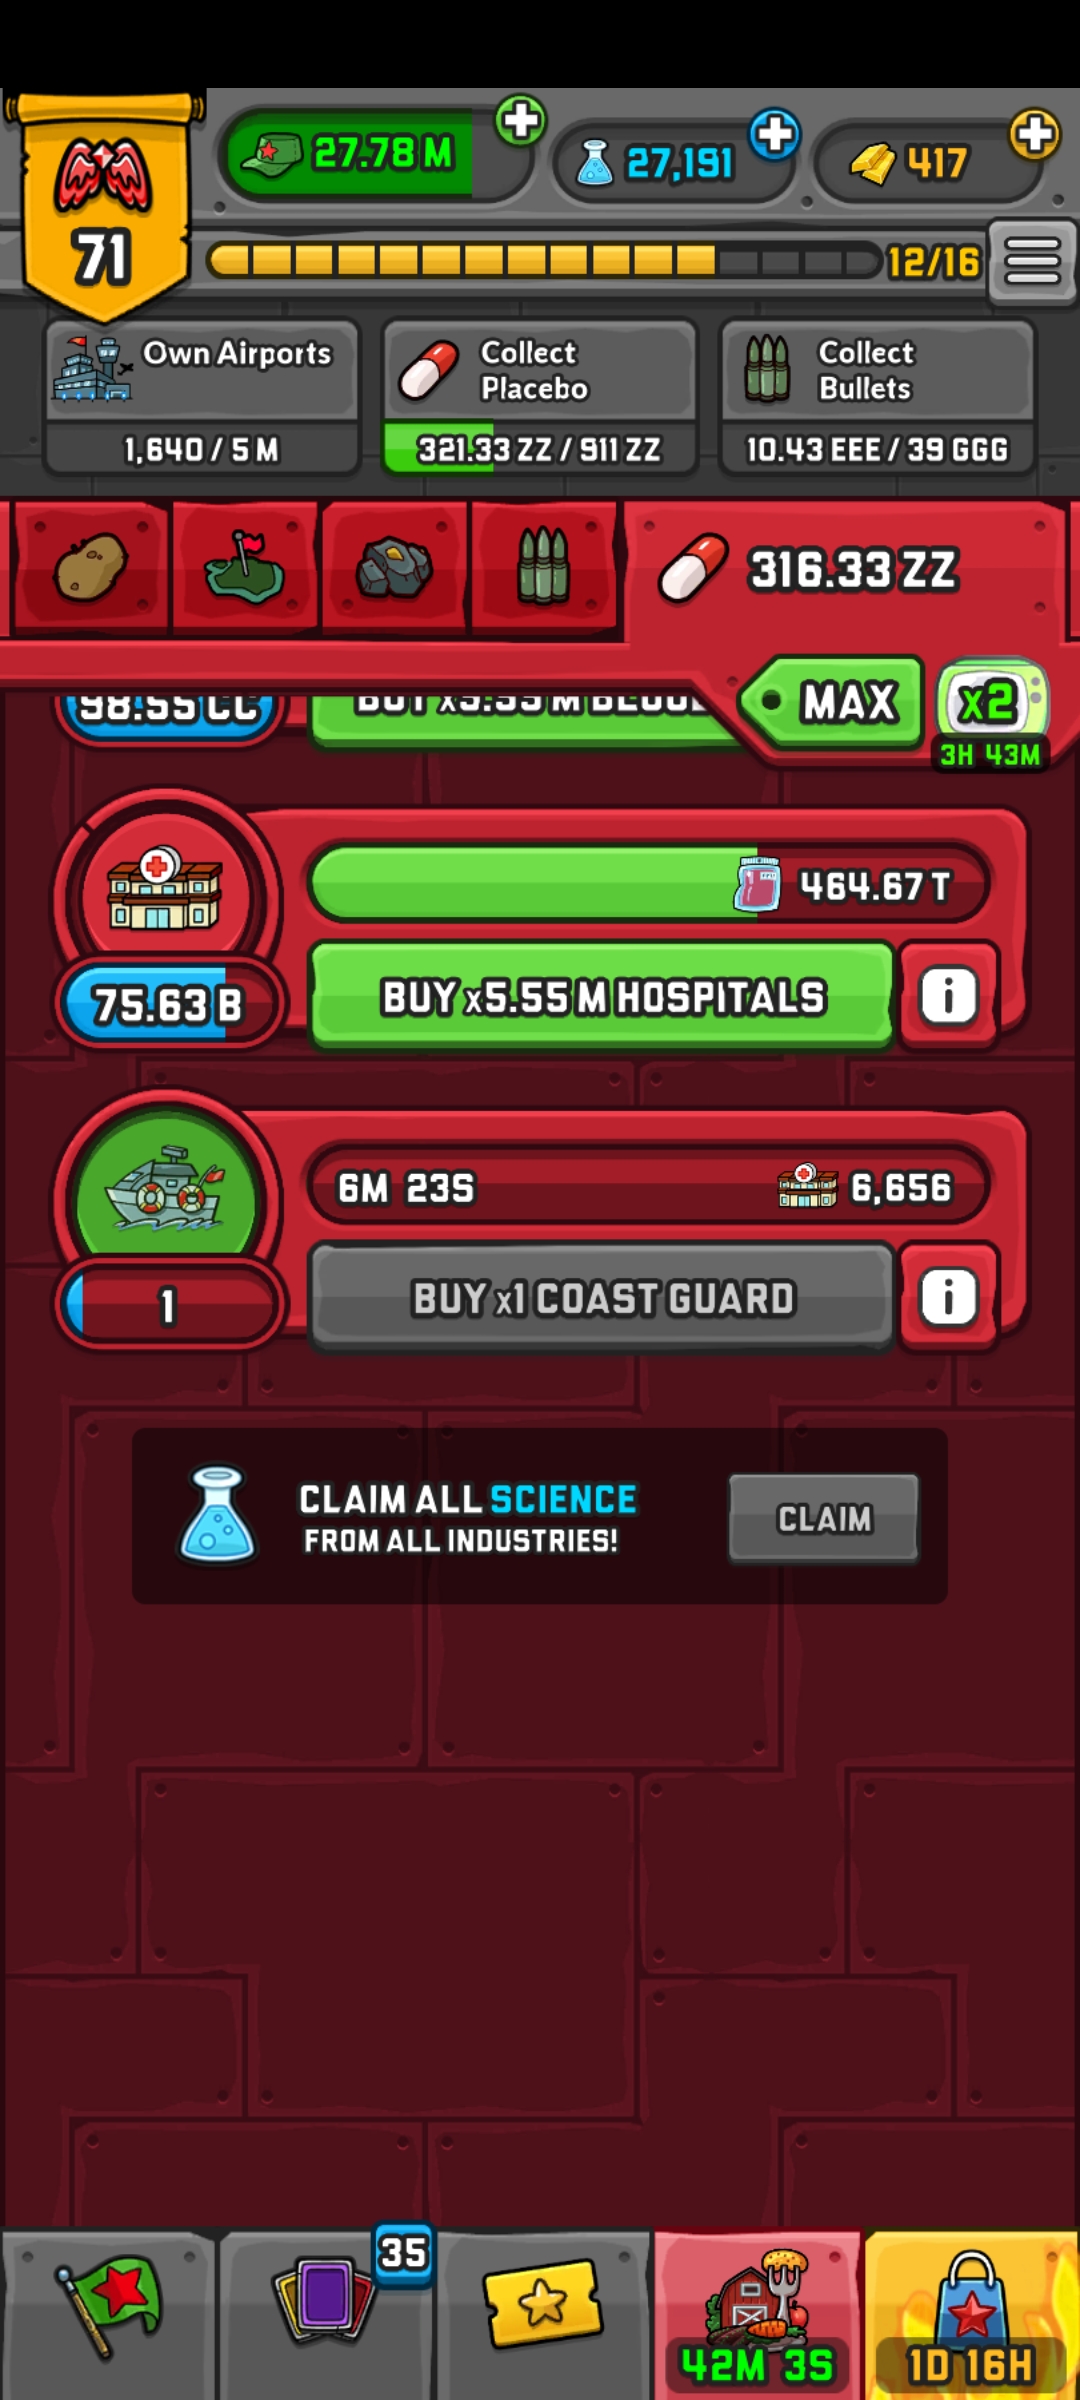 27.78 M
27,191
417
71
12/16
Own Airports
1,640 / 5 M
Collect
Placebo
321.33 ZZ / 911 ZZ
Collect
Bullets
10.43 EEE / 39 GGG
316.33 ZZ
MAX
x2
3H 43M
98.55 CC
BUY x5.55 M
464.67 T
75.63 B
BUY x5.55 M HOSPITALS
i
6M 23S
6,656
1
BUY x1 COAST GUARD
i
CLAIM ALL SCIENCE
FROM ALL INDUSTRIES!
CLAIM
35
42M 3S
1D 16H